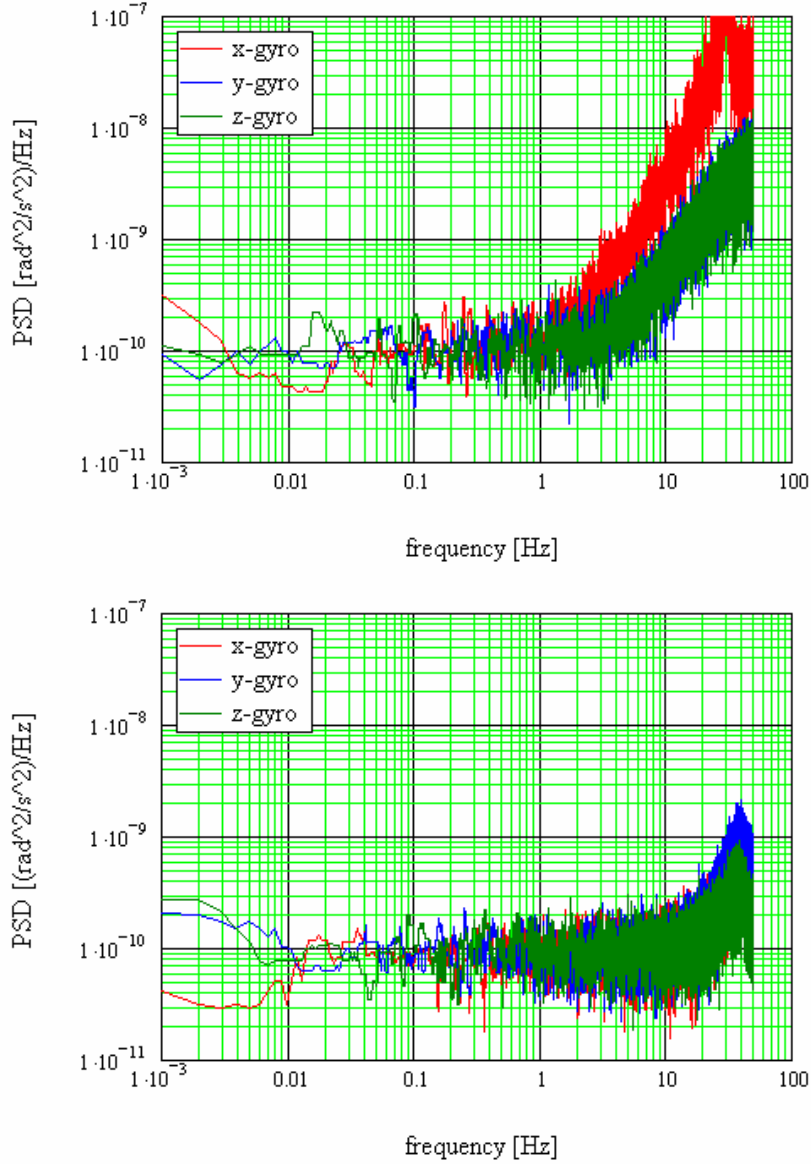 1·10⁻⁷
x-gyro
y-gyro
z-gyro
1·10⁻⁸
1·10⁻⁹
1·10⁻¹⁰
1·10⁻¹¹
PSD [rad^2/s^2)/Hz]
1·10⁻³ 0.01 0.1 1 10 100
frequency [Hz]
1·10⁻⁷
x-gyro
y-gyro
z-gyro
1·10⁻⁸
1·10⁻⁹
1·10⁻¹⁰
1·10⁻¹¹
PSD [(rad^2/s^2)/Hz]
1·10⁻³ 0.01 0.1 1 10 100
frequency [Hz]